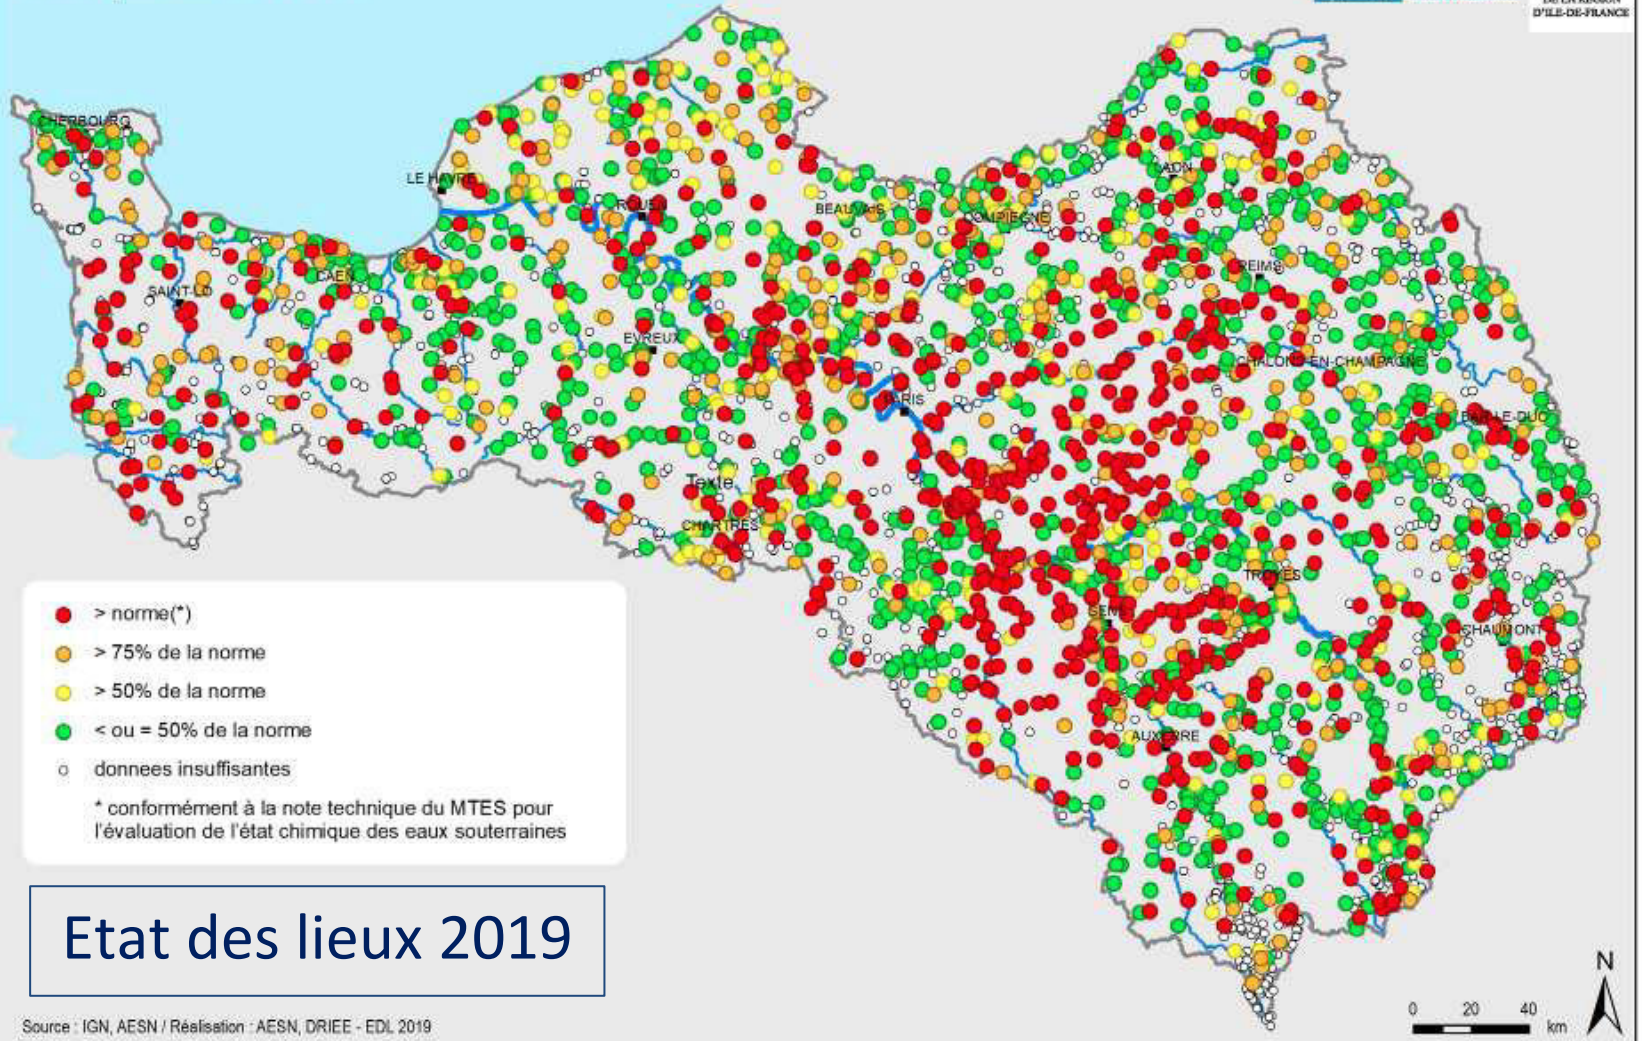 DE LA REGION
D'ILE-DE-FRANCE
CHERBOURG
LE HAVRE
ROUEN
BEAUVAIS
COMPIEGNE
LAON
CAEN
SAINT-LO
REIMS
EVREUX
CHALONS-EN-CHAMPAGNE
PARIS
BAR-LE-DUC
Texte
CHARTRES
TROYES
SENS
CHAUMONT
AUXERRE
> norme(*)
> 75% de la norme
> 50% de la norme
< ou = 50% de la norme
donnees insuffisantes
* conformément à la note technique du MTES pour
l'évaluation de l'état chimique des eaux souterraines
Etat des lieux 2019
N
0 20 40
km
Source : IGN, AESN / Réalisation : AESN, DRIEE - EDL 2019